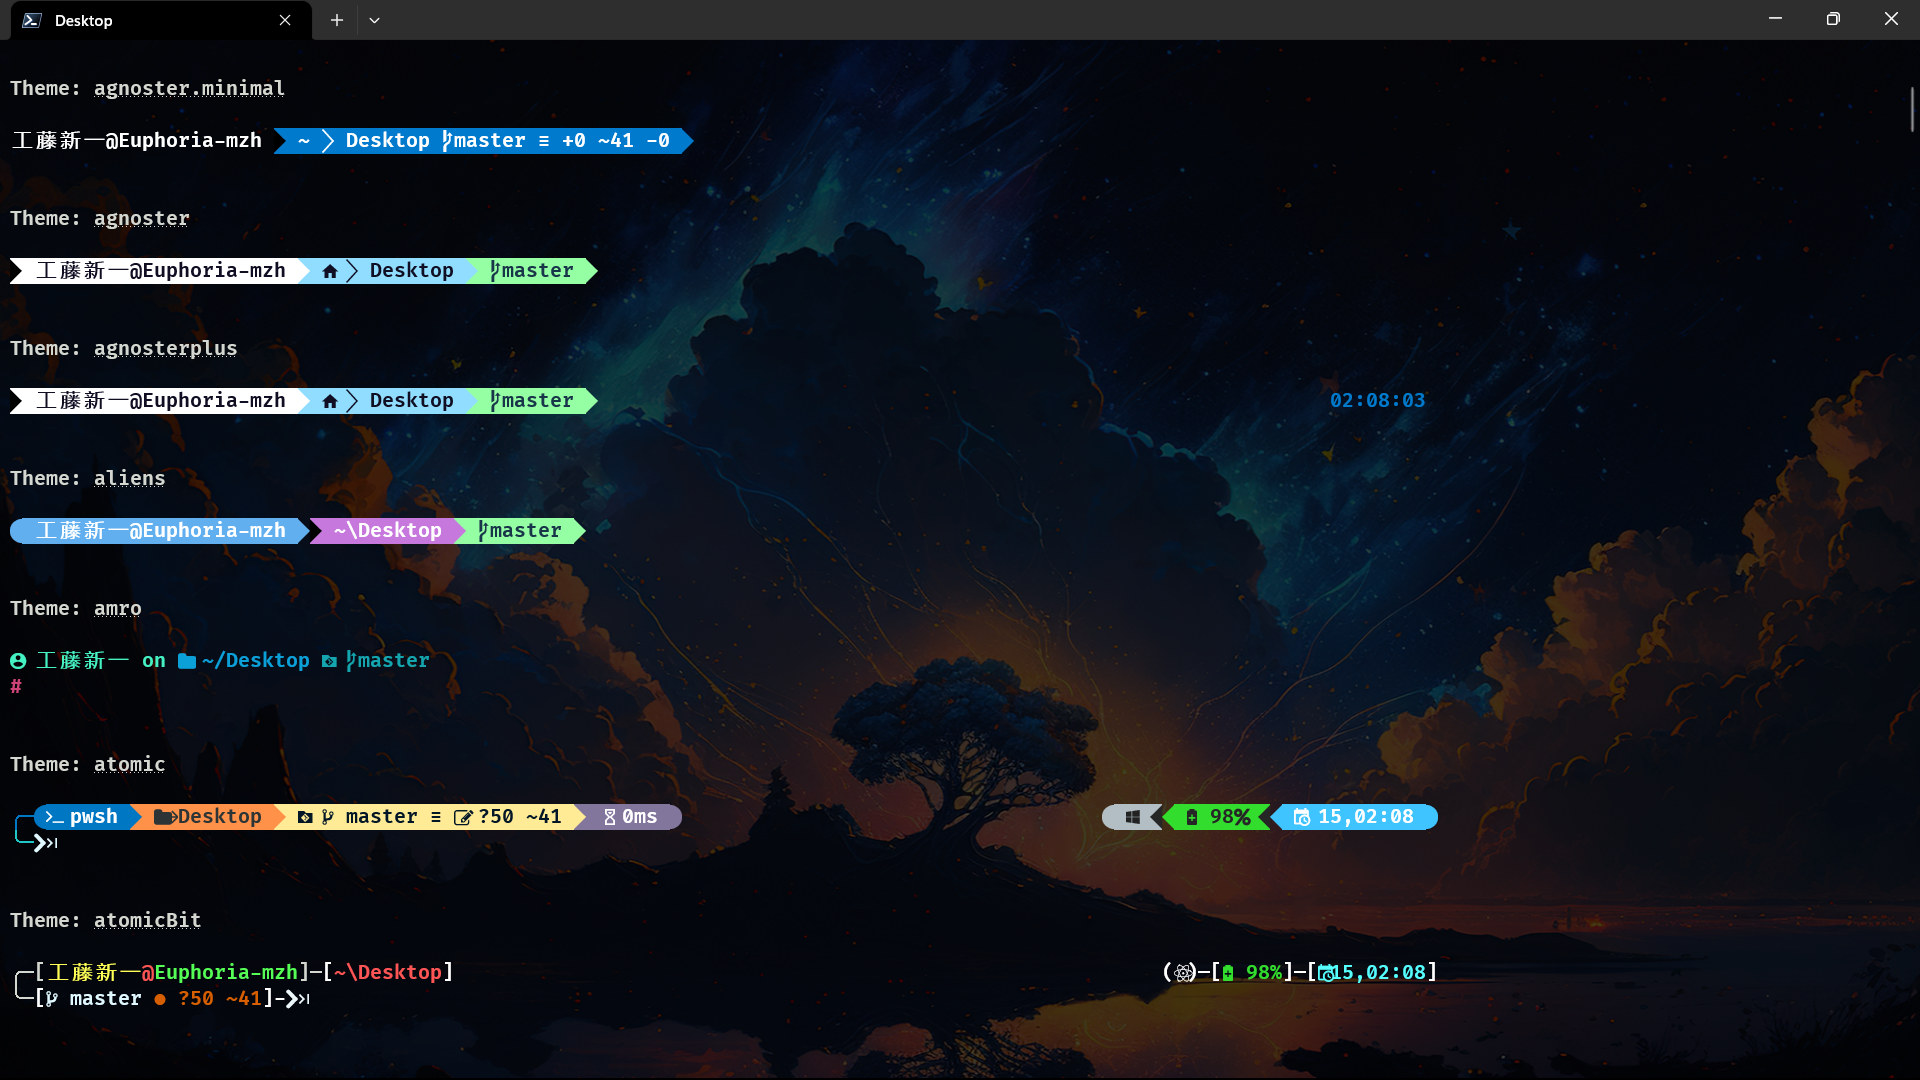 Desktop
Theme: agnoster.minimal
工藤新一@Euphoria-mzh ~ Desktop master ≡ +0 ~41 -0
Theme: agnoster
工藤新一@Euphoria-mzh Desktop master
Theme: agnosterplus
工藤新一@Euphoria-mzh Desktop master 02:08:03
Theme: aliens
工藤新一@Euphoria-mzh ~\Desktop master
Theme: amro
工藤新一 on ~/Desktop master
#
Theme: atomic
pwsh Desktop master ≡ ?50 ~41 0ms 98% 15,02:08
Theme: atomicBit
[工藤新一@Euphoria-mzh]-[~\Desktop] ()-[98%]-[15,02:08]
[master ● ?50 ~41]-